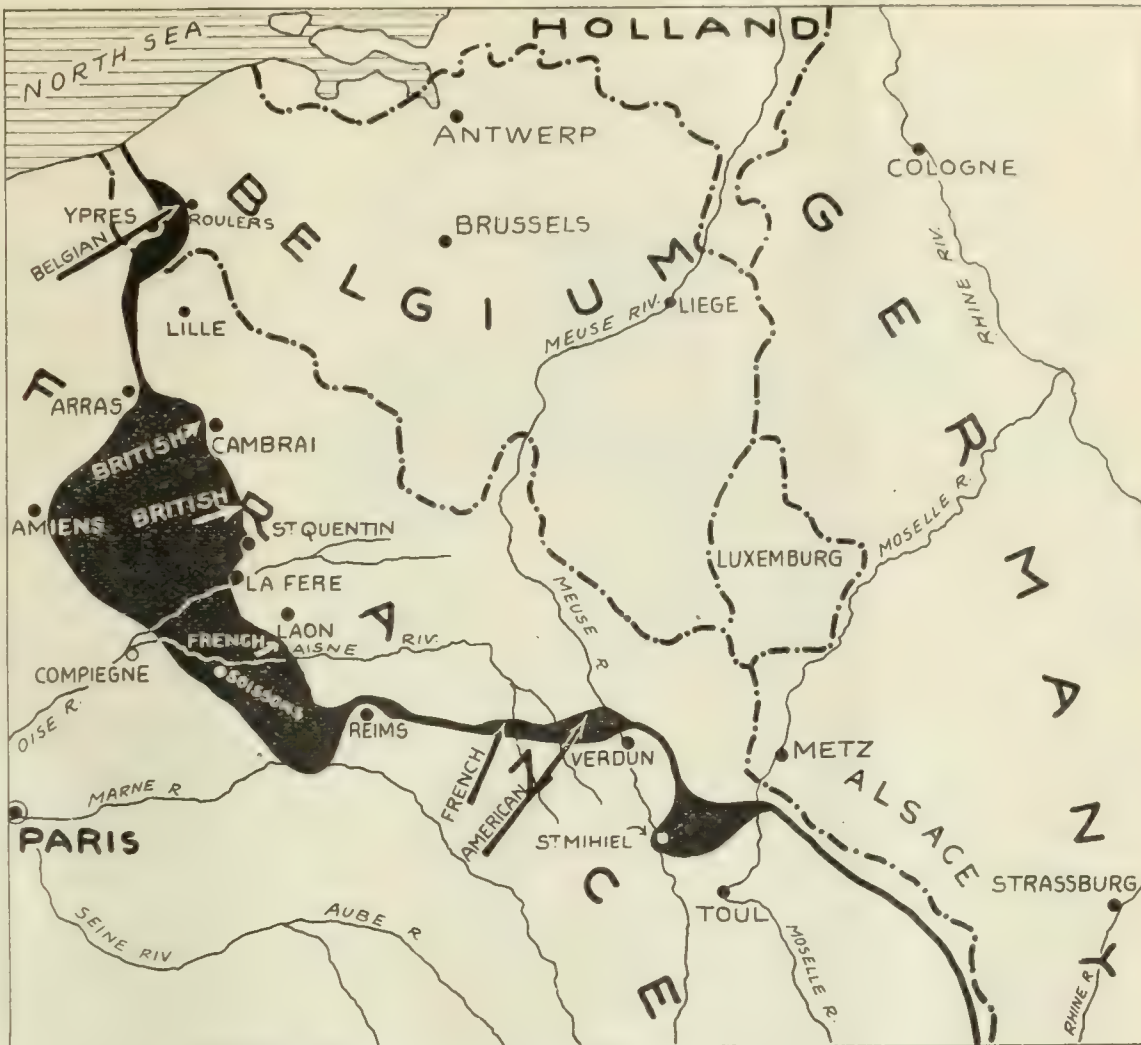 HOLLAND
NORTH SEA
ANTWERP
COLOGNE
YPRES
ROULERS
BELGIAN
BRUSSELS
BELGIUM
GERMANY
RHINE RIV.
LILLE
MEUSE RIV.
LIEGE
FRANCE
ARRAS
BRITISH
CAMBRAI
AMIENS
BRITISH
ST QUENTIN
MOSELLE R.
LUXEMBURG
LA FERE
MEUSE R
LAON
FRENCH
AISNE RIV.
COMPIEGNE
SOISSONS
OISE R.
REIMS
VERDUN
METZ
FRENCH
AMERICAN
MARNE R
ALSACE
PARIS
ST MIHIEL
STRASSBURG
TOUL
SEINE RIV
AUBE R
MOSELLE R.
RHINE R